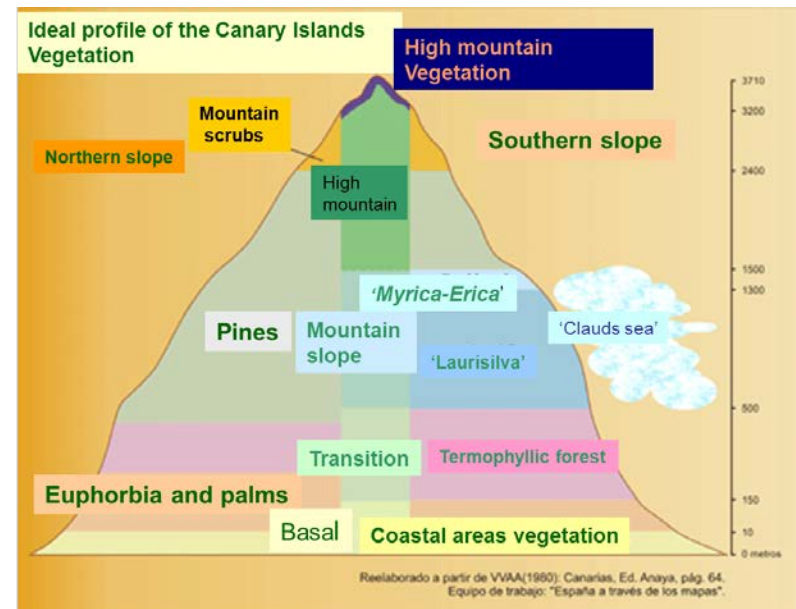 Ideal profile of the Canary Islands
Vegetation
High mountain
Vegetation
3710
3200
Mountain
scrubs
Northern slope
Southern slope
2400
High
mountain
1500
1300
‘Myrica-Erica’
‘Clauds sea’
Pines
Mountain
slope
‘Laurisilva’
500
Transition
Termophyllic forest
Euphorbia and palms
150
Basal
Coastal areas vegetation
10
0 metros
Reelaborado a partir de VVAA(1980): Canarias, Ed. Anaya, pág. 64.
Equipo de trabajo: "España a través de los mapas".